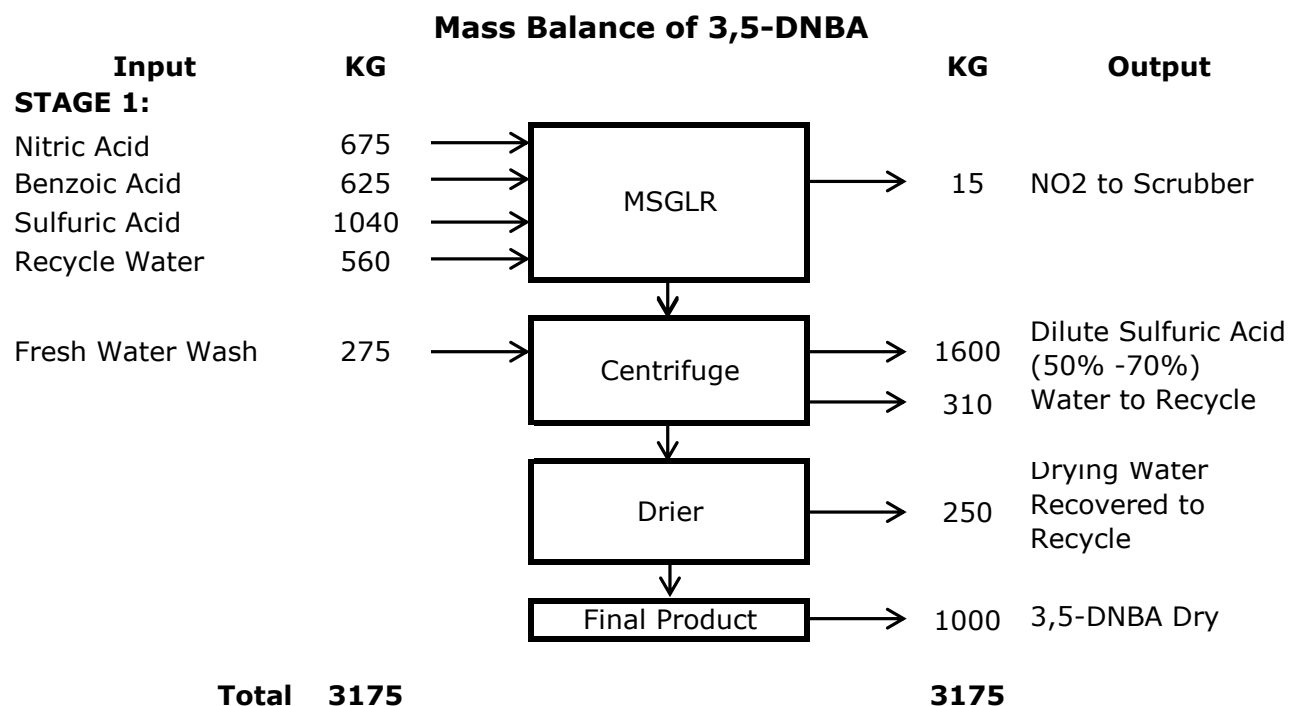 Mass Balance of 3,5-DNBA
Input KG KG Output
STAGE 1:
Nitric Acid 675
Benzoic Acid 625
Sulfuric Acid 1040
Recycle Water 560
MSGLR
15 NO2 to Scrubber
Fresh Water Wash 275
Centrifuge
1600 Dilute Sulfuric Acid
(50% -70%)
310 Water to Recycle
Drier
250 Drying Water
Recovered to
Recycle
Final Product
1000 3,5-DNBA Dry
Total 3175 3175